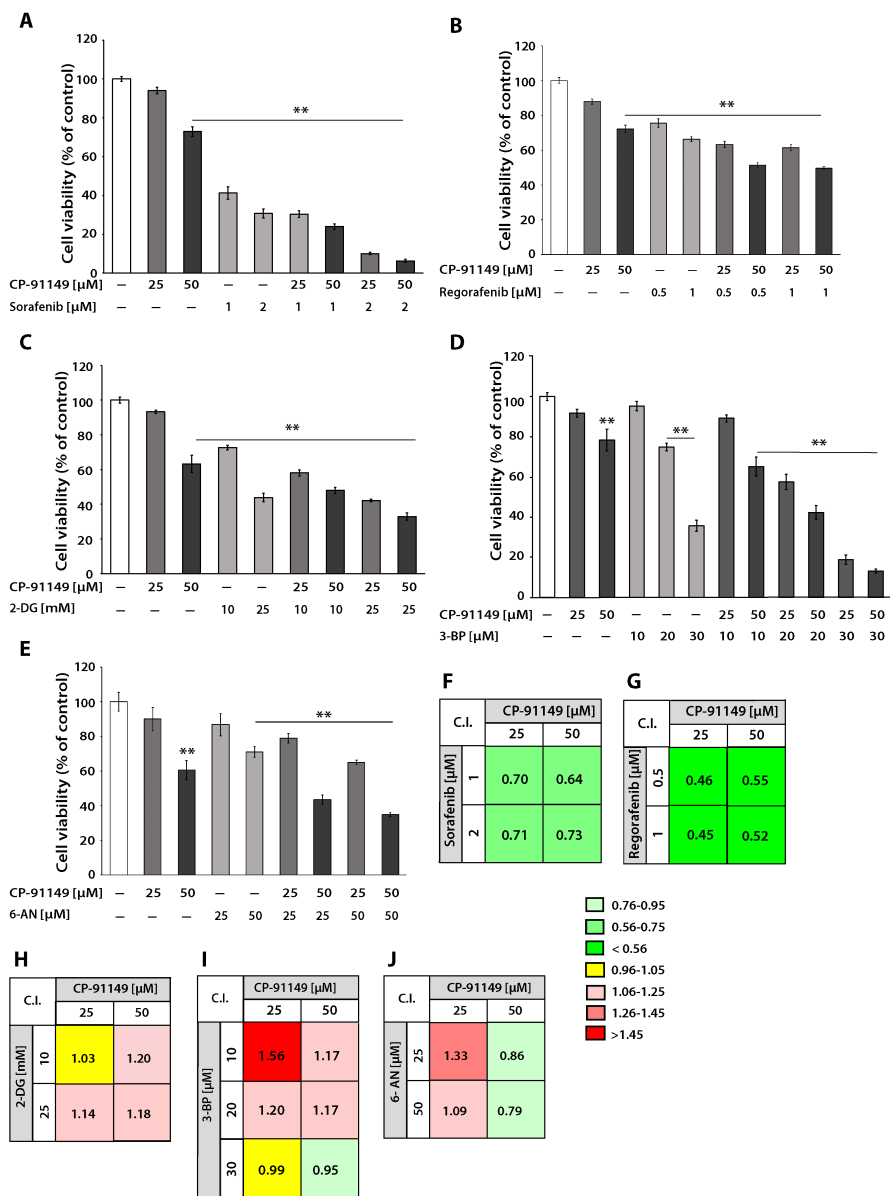 A
Cell viability (% of control)
120
100
80
60
40
20
0
**
CP-91149 [µM] – 25 50 – – 25 50 25 50
Sorafenib [µM] – – – 1 2 1 1 2 2
B
Cell viability (% of control)
120
100
80
60
40
20
0
**
CP-91149 [µM] – 25 50 – – 25 50 25 50
Regorafenib [µM] – – – 0.5 1 0.5 0.5 1 1
C
Cell viability (% of control)
120
100
80
60
40
20
0
**
CP-91149 [µM] – 25 50 – – 25 50 25 50
2-DG [mM] – – – 10 25 10 10 25 25
D
Cell viability (% of control)
120
100
80
60
40
20
0
** ** **
CP-91149 [µM] – 25 50 – – – 25 50 25 50 25 50
3-BP [µM] – – – 10 20 30 10 10 20 20 30 30
E
Cell viability (% of control)
120
100
80
60
40
20
0
** **
CP-91149 [µM] – 25 50 – – 25 50 25 50
6-AN [µM] – – – 25 50 25 25 50 50
F
C.I. CP-91149 [µM]
25 50
Sorafenib [µM]
1 0.70 0.64
2 0.71 0.73
G
C.I. CP-91149 [µM]
25 50
Regorafenib [µM]
0.5 0.46 0.55
1 0.45 0.52
0.76-0.95
0.56-0.75
< 0.56
0.96-1.05
1.06-1.25
1.26-1.45
>1.45
H
C.I. CP-91149 [µM]
25 50
2-DG [mM]
10 1.03 1.20
25 1.14 1.18
I
C.I. CP-91149 [µM]
25 50
3-BP [µM]
10 1.56 1.17
20 1.20 1.17
30 0.99 0.95
J
C.I. CP-91149 [µM]
25 50
6- AN [µM]
25 1.33 0.86
50 1.09 0.79